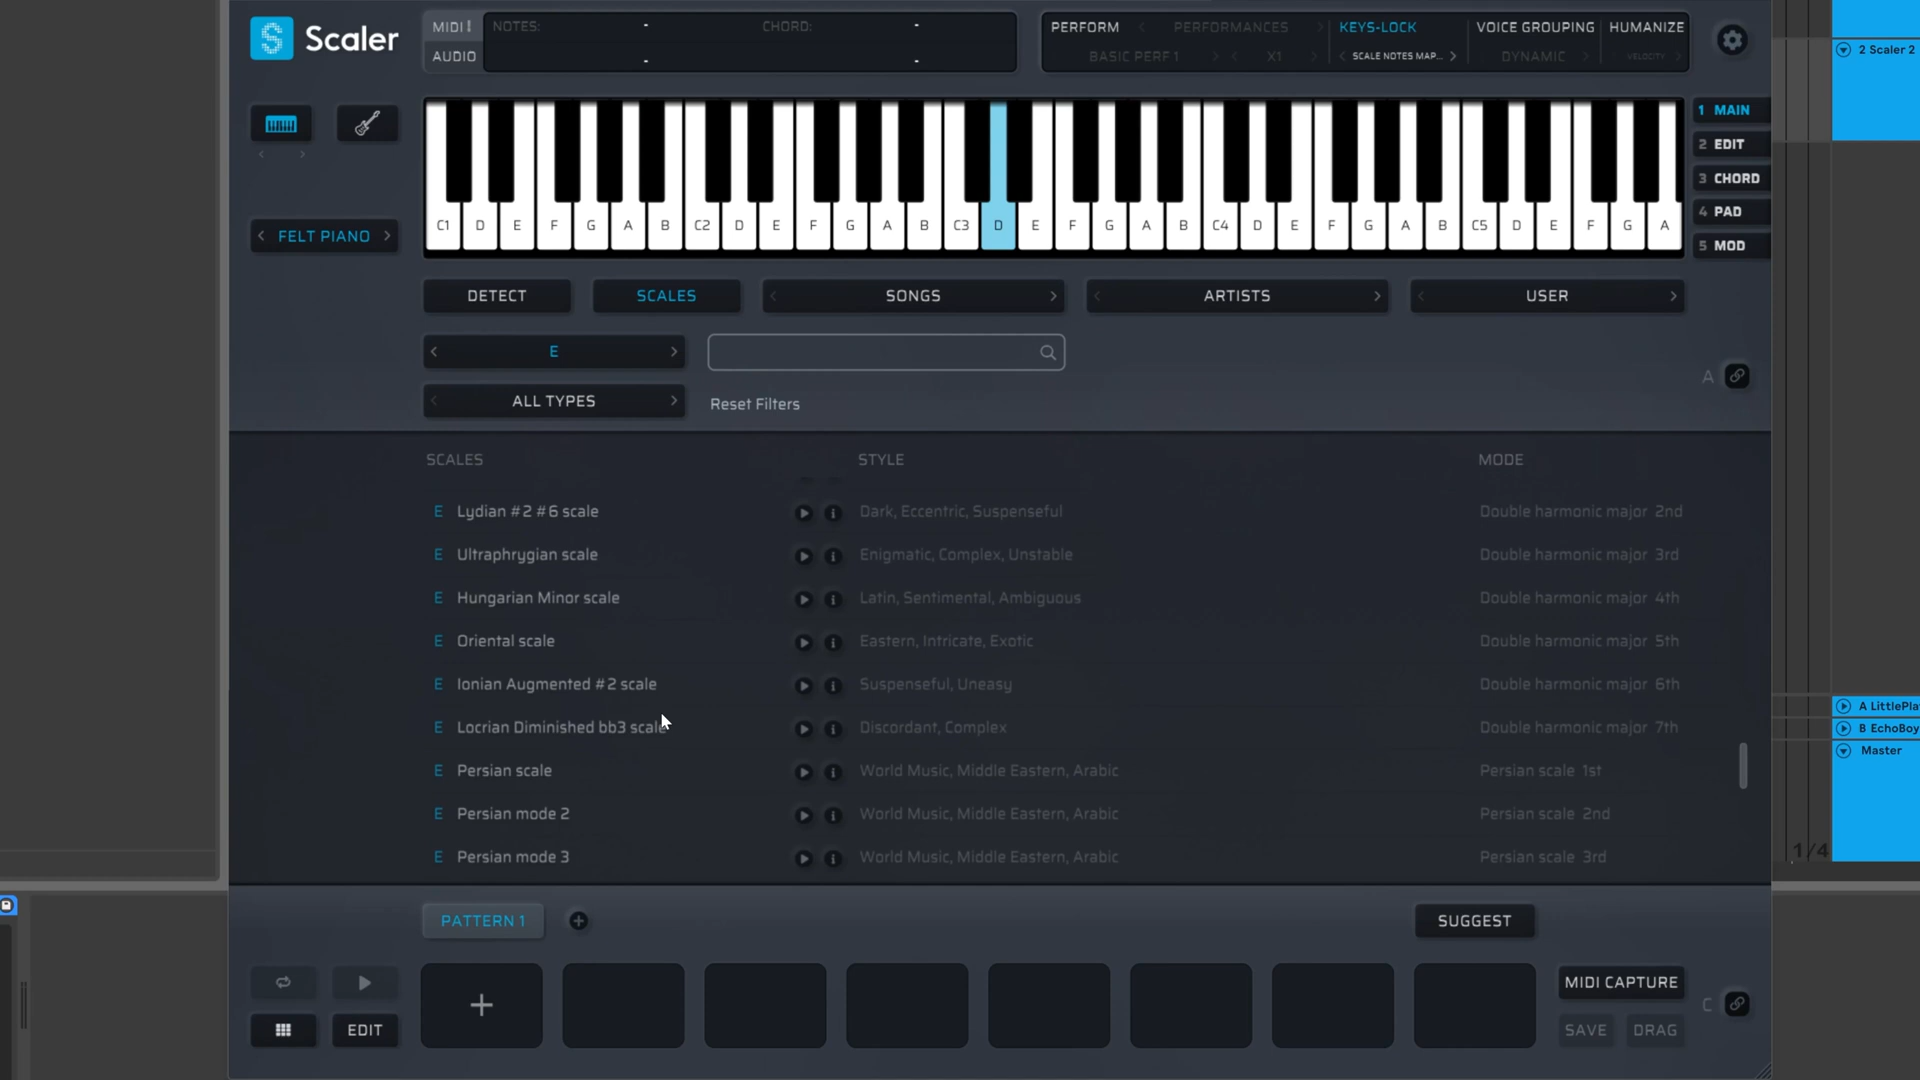 Scaler
MIDI
AUDIO
NOTES: - CHORD: -
- -
PERFORM PERFORMANCES KEYS-LOCK VOICE GROUPING HUMANIZE
BASIC PERF 1 X1 SCALE NOTES MAP... DYNAMIC VELOCITY
2 Scaler 2
1 MAIN
2 EDIT
3 CHORD
4 PAD
5 MOD
C1 D E F G A B C2 D E F G A B C3 D E F G A B C4 D E F G A B C5 D E F G A
FELT PIANO
DETECT SCALES SONGS ARTISTS USER
E
A
ALL TYPES Reset Filters
SCALES STYLE MODE
E Lydian #2 #6 scale Dark, Eccentric, Suspenseful Double harmonic major 2nd
E Ultraphrygian scale Enigmatic, Complex, Unstable Double harmonic major 3rd
E Hungarian Minor scale Latin, Sentimental, Ambiguous Double harmonic major 4th
E Oriental scale Eastern, Intricate, Exotic Double harmonic major 5th
E Ionian Augmented #2 scale Suspenseful, Uneasy Double harmonic major 6th
E Locrian Diminished bb3 scale Discordant, Complex Double harmonic major 7th
E Persian scale World Music, Middle Eastern, Arabic Persian scale 1st
E Persian mode 2 World Music, Middle Eastern, Arabic Persian scale 2nd
E Persian mode 3 World Music, Middle Eastern, Arabic Persian scale 3rd
A LittlePla
B EchoBoy
Master
1/4
PATTERN 1 SUGGEST
MIDI CAPTURE
C
EDIT SAVE DRAG